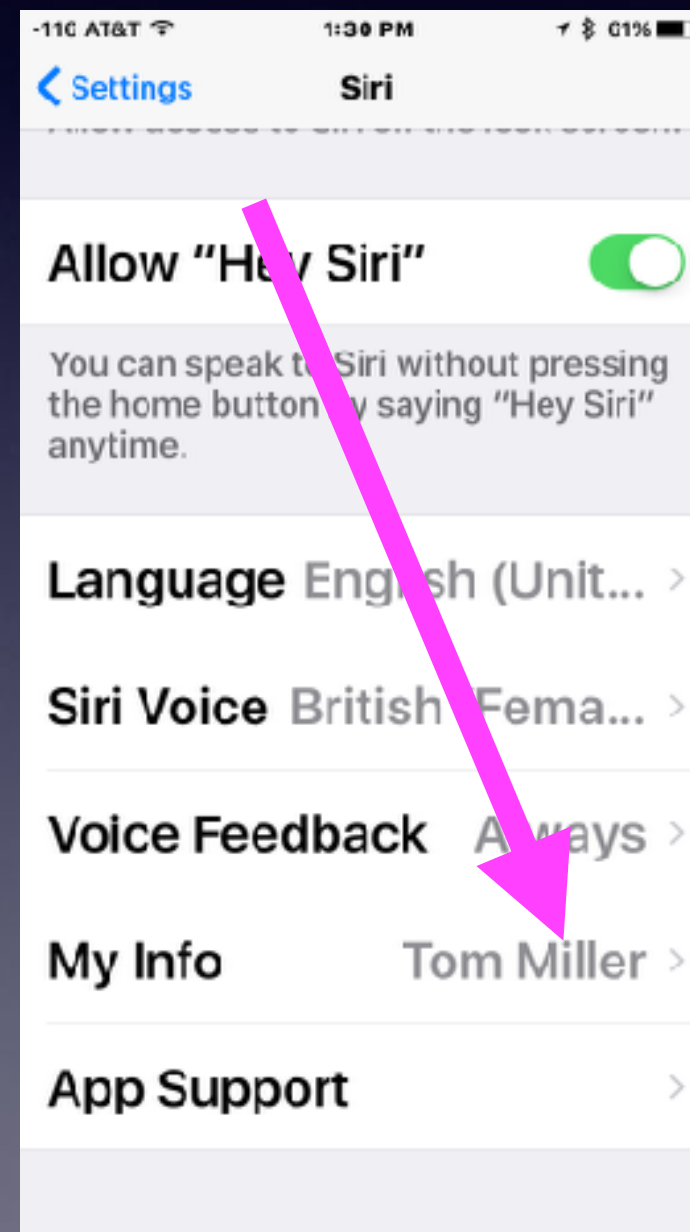 -110 AT&T 1:30 PM 61%
Settings Siri
Allow "Hey Siri"
You can speak to Siri without pressing
the home button by saying "Hey Siri"
anytime.
Language English (Unit... >
Siri Voice British (Fema... >
Voice Feedback Always >
My Info Tom Miller >
App Support >